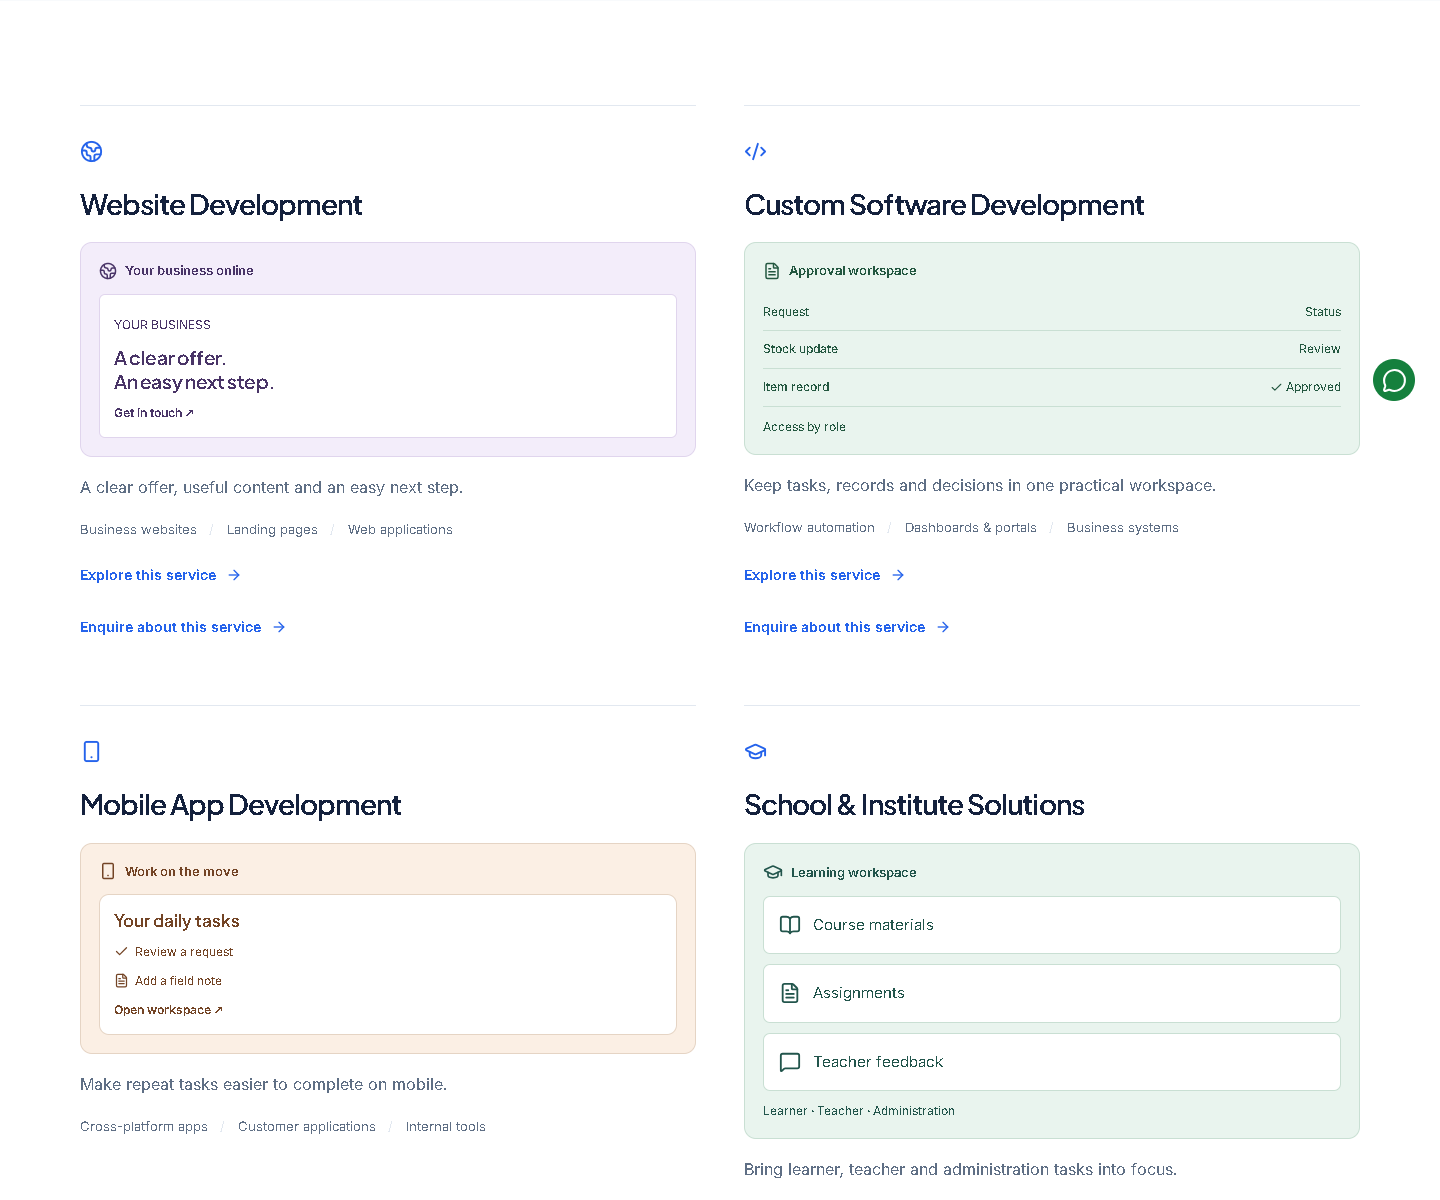 Website Development
Your business online
YOUR BUSINESS
A clear offer.
An easy next step.
Get in touch ↗
A clear offer, useful content and an easy next step.
Business websites / Landing pages / Web applications
Explore this service →
Enquire about this service →
Custom Software Development
Approval workspace
Request Status
Stock update Review
Item record ✓ Approved
Access by role
Keep tasks, records and decisions in one practical workspace.
Workflow automation / Dashboards & portals / Business systems
Explore this service →
Enquire about this service →
Mobile App Development
Work on the move
Your daily tasks
Review a request
Add a field note
Open workspace ↗
Make repeat tasks easier to complete on mobile.
Cross-platform apps / Customer applications / Internal tools
School & Institute Solutions
Learning workspace
Course materials
Assignments
Teacher feedback
Learner · Teacher · Administration
Bring learner, teacher and administration tasks into focus.